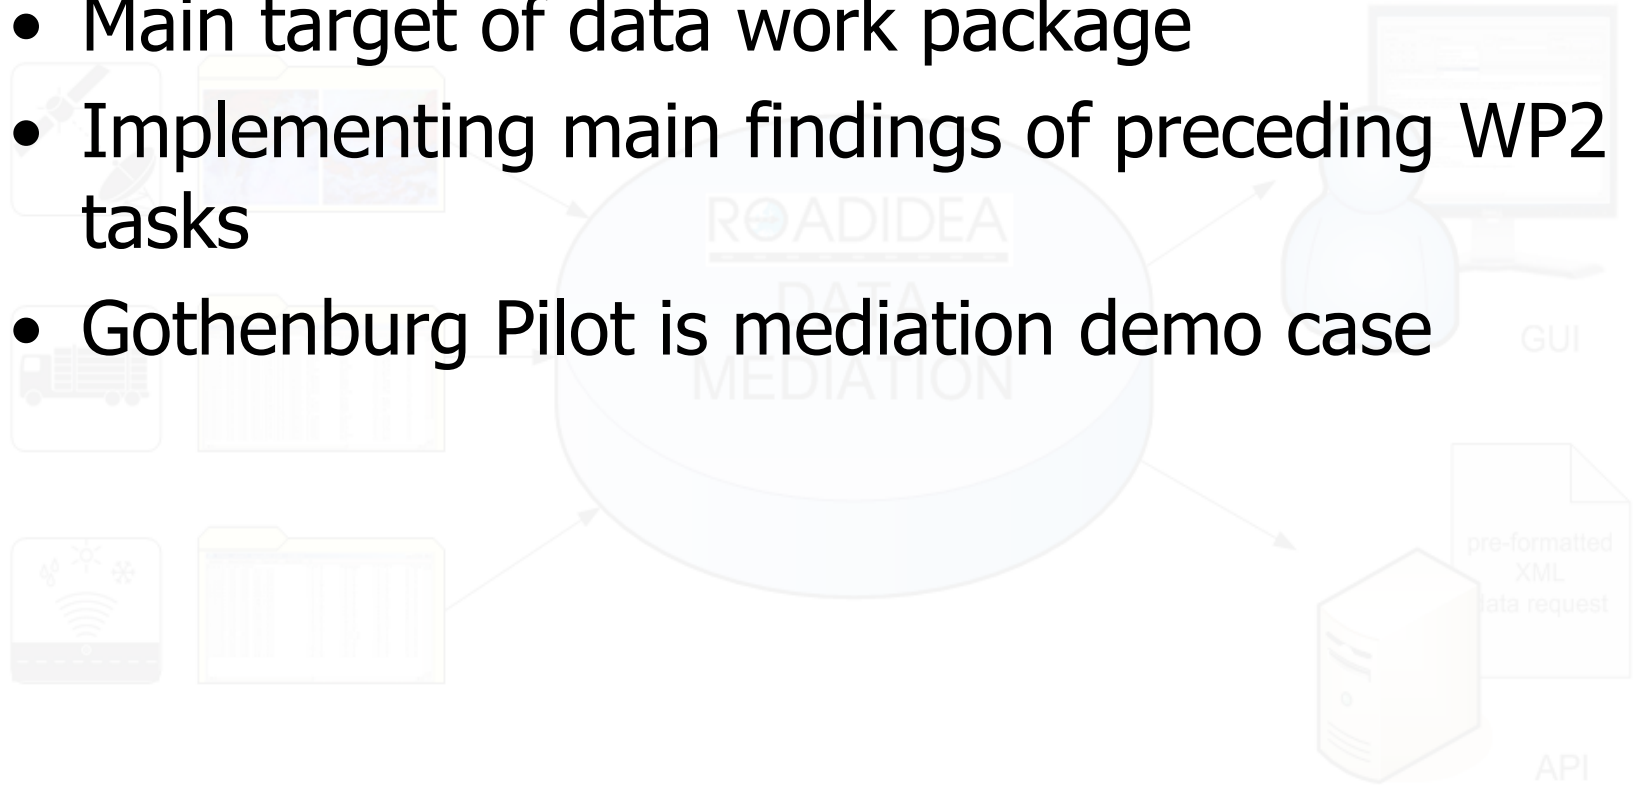 • Main target of data work package
• Implementing main findings of preceding WP2
tasks
ROADIDEA
DATA
• Gothenburg Pilot is mediation demo case
GUI
MEDIATION
pre-formatted
XML
data request
API